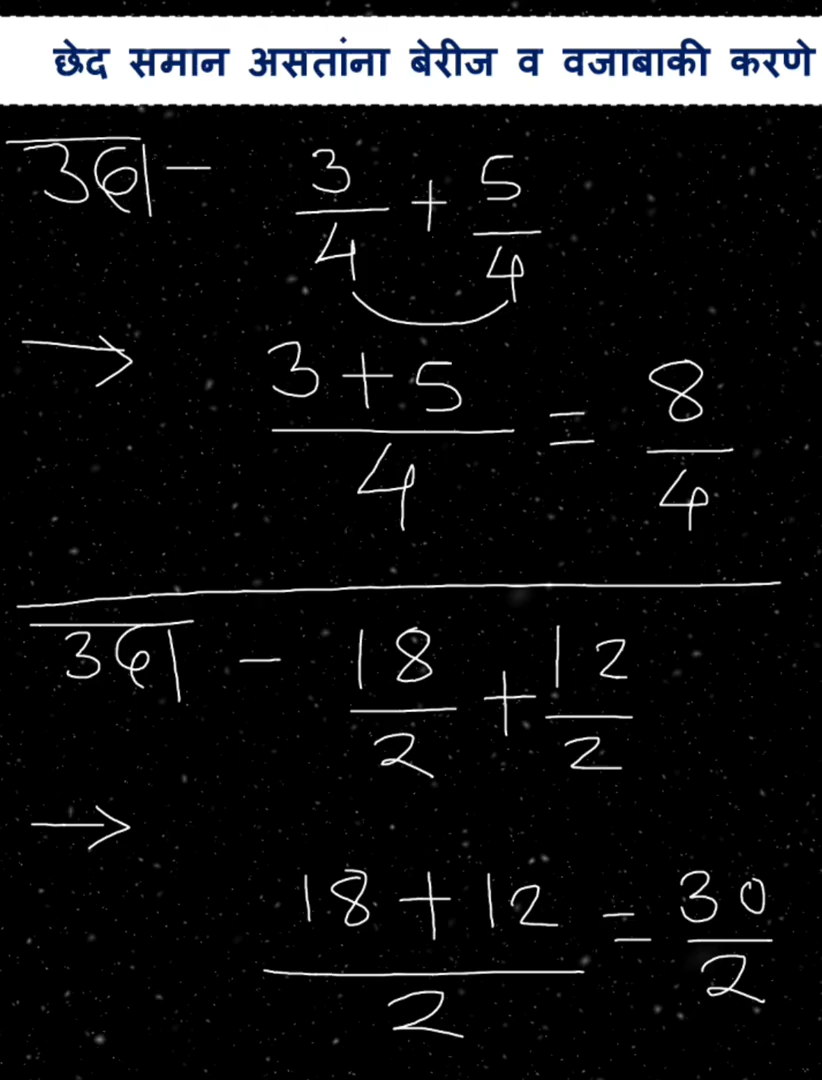 छेद समान असतांना बेरीज व वजाबाकी करणे
उदा - 3/4 + 5/4
→ (3+5)/4 = 8/4
उदा - 18/2 + 12/2
→
(18+12)/2 = 30/2